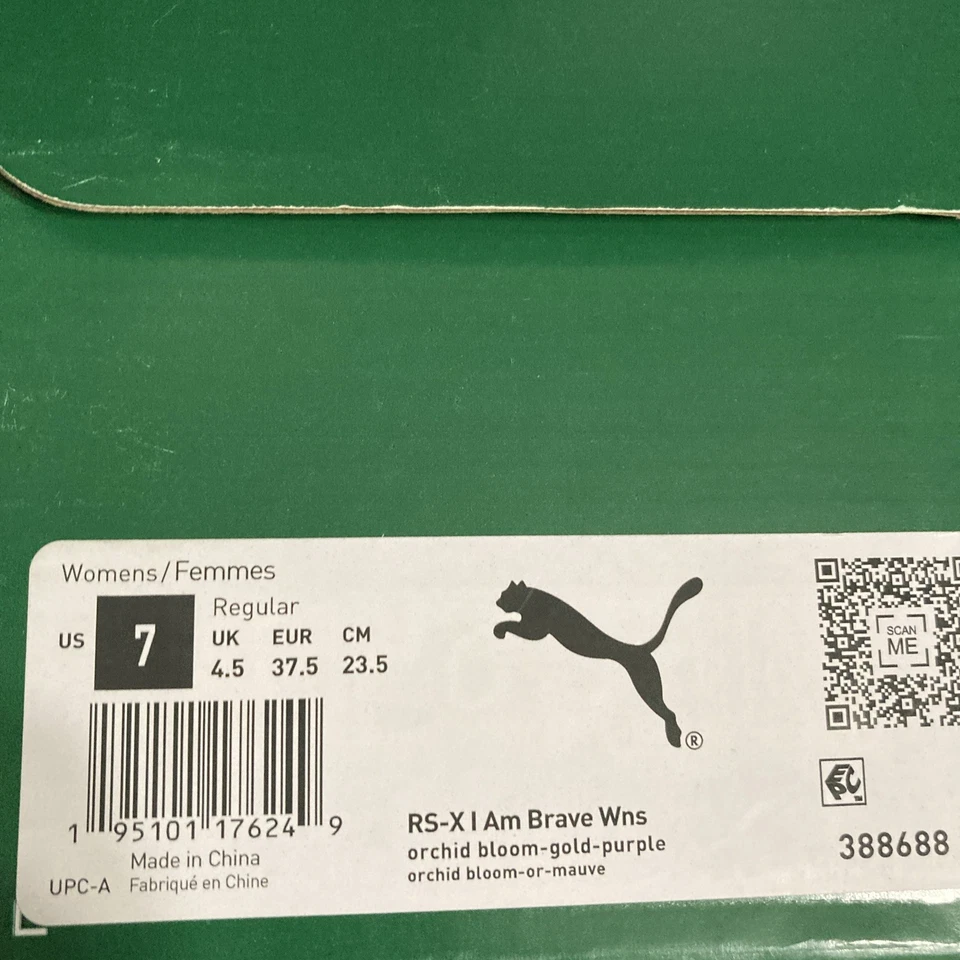 Womens/Femmes
US 7
Regular
UK EUR CM
4.5 37.5 23.5
1 95101 17624 9
Made in China
UPC-A Fabriqué en Chine
®
RS-X I Am Brave Wns
orchid bloom-gold-purple
orchid bloom-or-mauve
SCAN
ME
388688